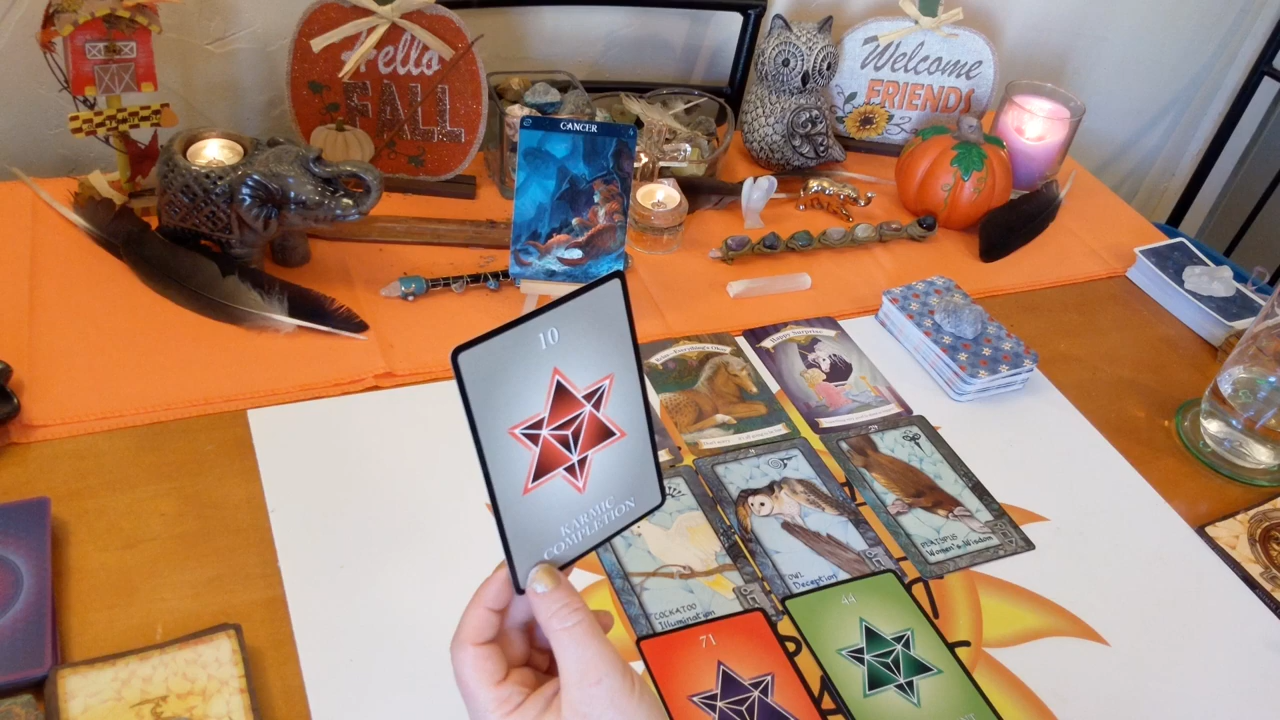 Hello
FALL
Welcome
FRIENDS
CANCER
10
KARMIC
COMPLETION
Happy Surprise!
29
PLATYPUS
Women's Wisdom
OWL
Deception
COCKATOO
Illumination
71
44